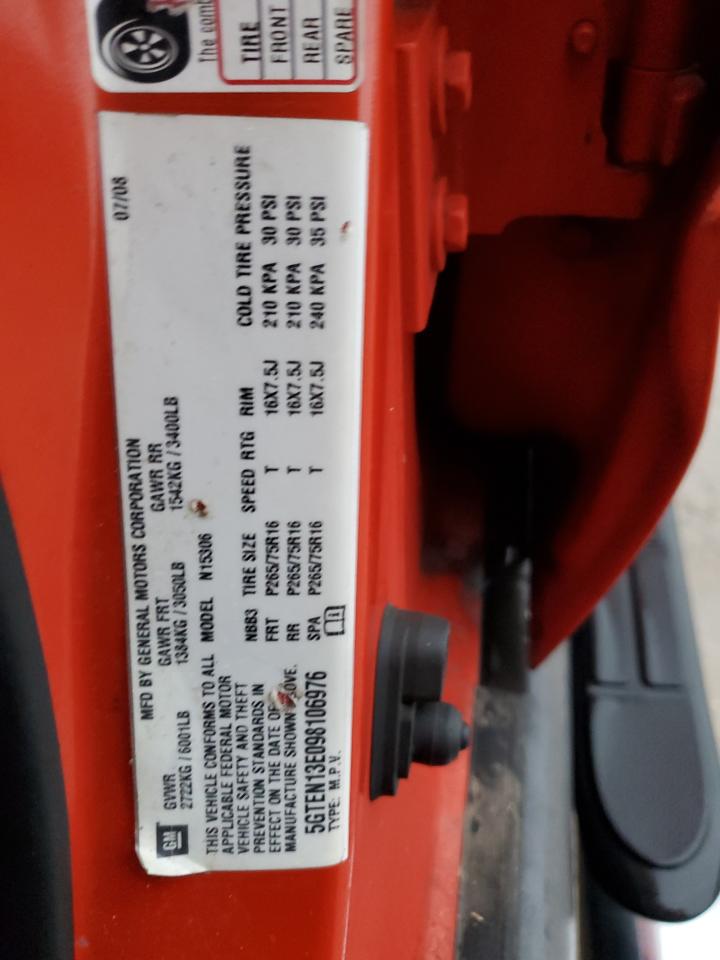 The comb
TIRE
FRONT
REAR
SPARE
07/08
MFD BY GENERAL MOTORS CORPORATION
GM
GVWR GAWR FRT GAWR RR
2722KG / 6001LB 1384KG / 3050LB 1542KG / 3400LB
THIS VEHICLE CONFORMS TO ALL
APPLICABLE FEDERAL MOTOR
VEHICLE SAFETY AND THEFT
PREVENTION STANDARDS IN
EFFECT ON THE DATE OF
MANUFACTURE SHOWN ABOVE.
5GTEN13E098106976
TYPE: M.P.V.
MODEL N15306
NBB3 TIRE SIZE SPEED RTG RIM COLD TIRE PRESSURE
FRT P265/75R16 T 16X7.5J 210 KPA 30 PSI
RR P265/75R16 T 16X7.5J 210 KPA 30 PSI
SPA P265/75R16 T 16X7.5J 240 KPA 35 PSI